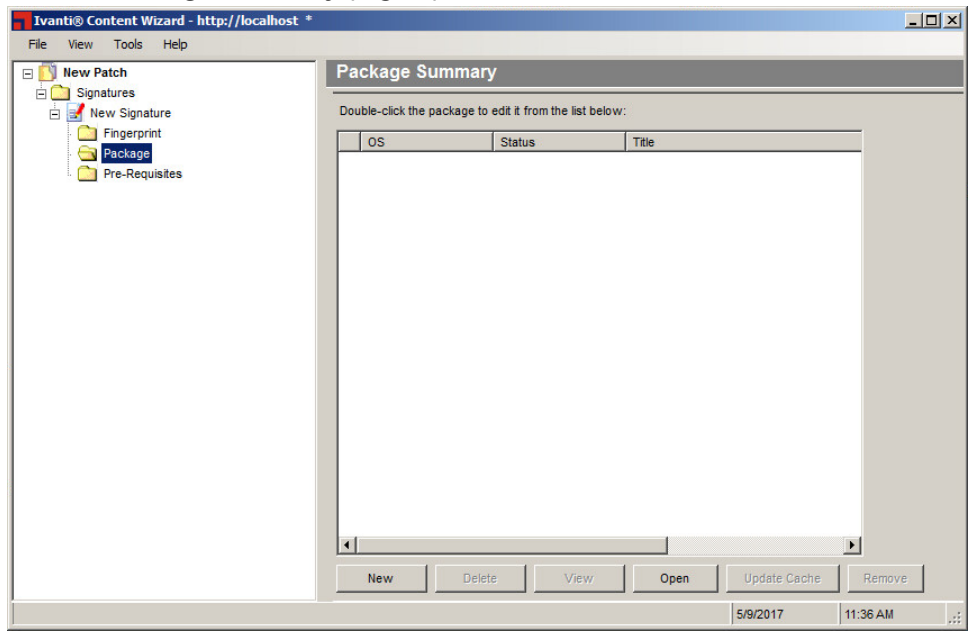 Ivanti® Content Wizard - http://localhost *
File View Tools Help
New Patch
Signatures
New Signature
Fingerprint
Package
Pre-Requisites
Package Summary
Double-click the package to edit it from the list below:
OS Status Title
New Delete View Open Update Cache Remove
5/9/2017 11:36 AM